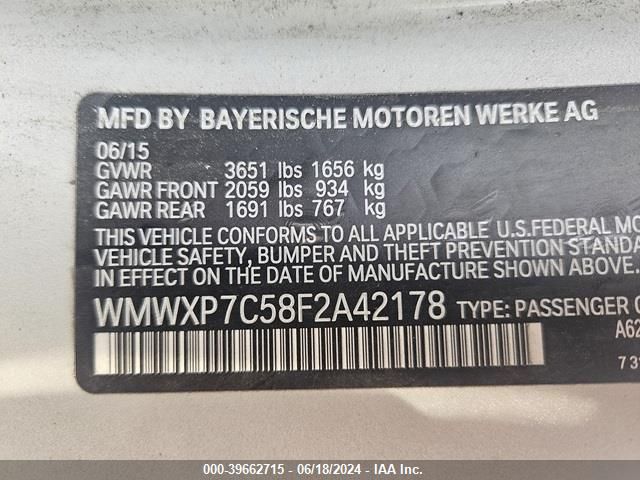 MFD BY BAYERISCHE MOTOREN WERKE AG
06/15
GVWR 3651 lbs 1656 kg
GAWR FRONT 2059 lbs 934 kg
GAWR REAR 1691 lbs 767 kg
THIS VEHICLE CONFORMS TO ALL APPLICABLE U.S.FEDERAL MO
VEHICLE SAFETY, BUMPER AND THEFT PREVENTION STANDA
IN EFFECT ON THE DATE OF MANUFACTURE SHOWN ABOVE.
WMWXP7C58F2A42178 TYPE: PASSENGER
A62
7 31
000-39662715 - 06/18/2024 - IAA Inc.